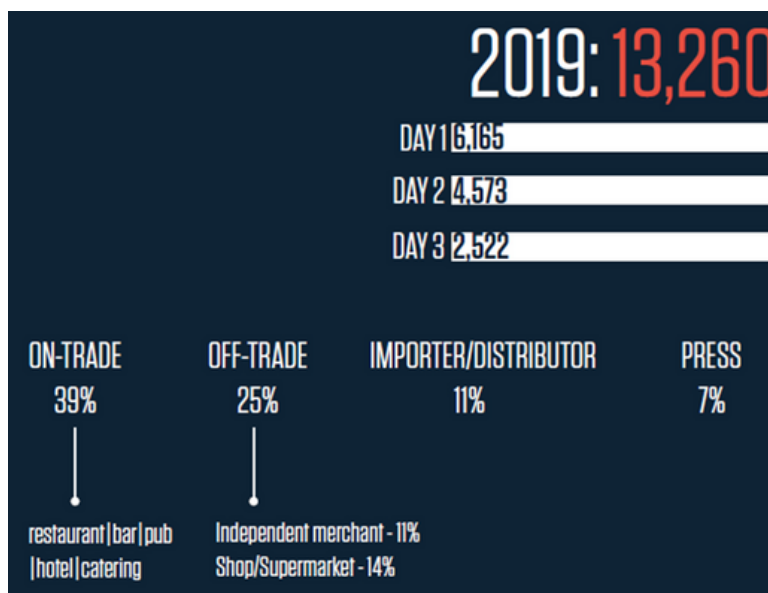 2019: 13,260
DAY 1 6,165
DAY 2 4,573
DAY 3 2,522
ON-TRADE OFF-TRADE IMPORTER/DISTRIBUTOR PRESS
39% 25% 11% 7%
restaurant|bar|pub Independent merchant - 11%
|hotel|catering Shop/Supermarket - 14%